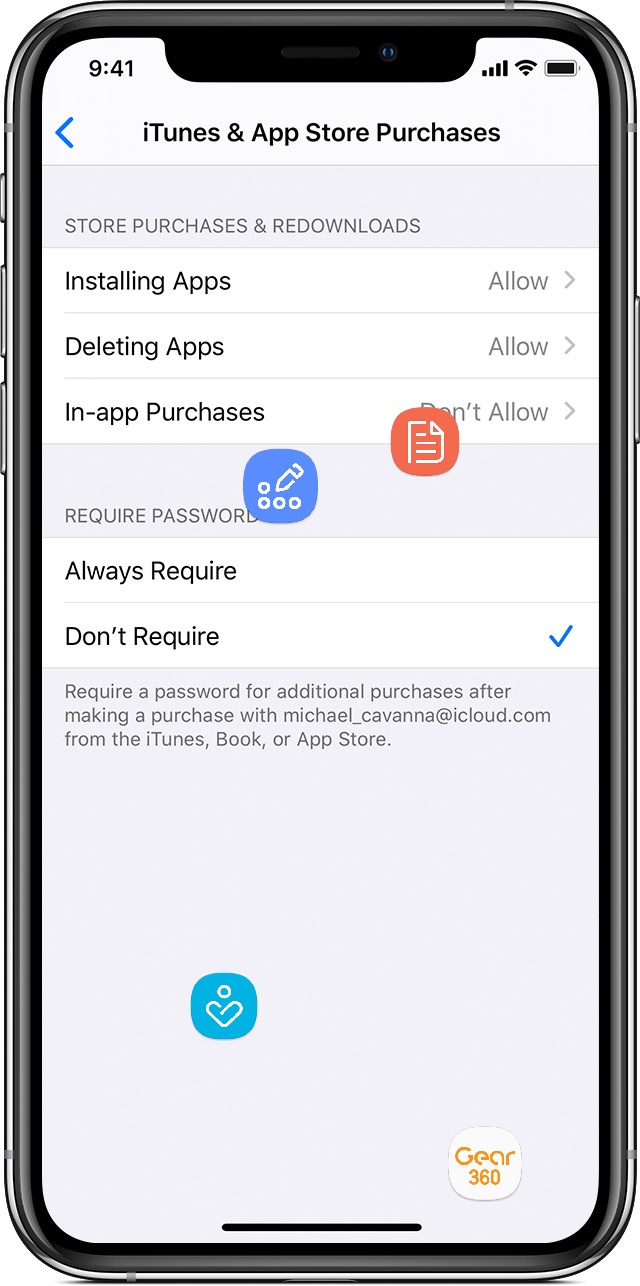 9:41
iTunes & App Store Purchases
STORE PURCHASES & REDOWNLOADS
Installing Apps Allow
Deleting Apps Allow
In-app Purchases Don’t Allow
REQUIRE PASSWORD
Always Require
Don’t Require
Require a password for additional purchases after
making a purchase with michael_cavanna@icloud.com
from the iTunes, Book, or App Store.
Gear
360